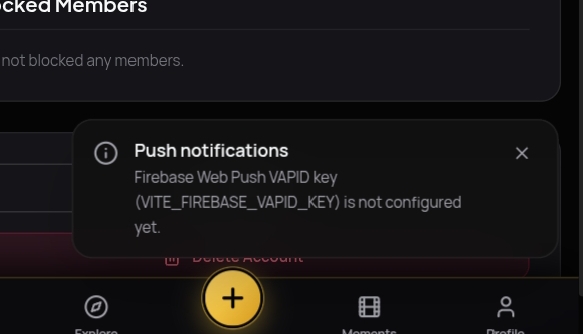 ocked Members
not blocked any members.
Push notifications
Firebase Web Push VAPID key
(VITE_FIREBASE_VAPID_KEY) is not configured
yet.
Delete Account
Explore
Moments
Profile